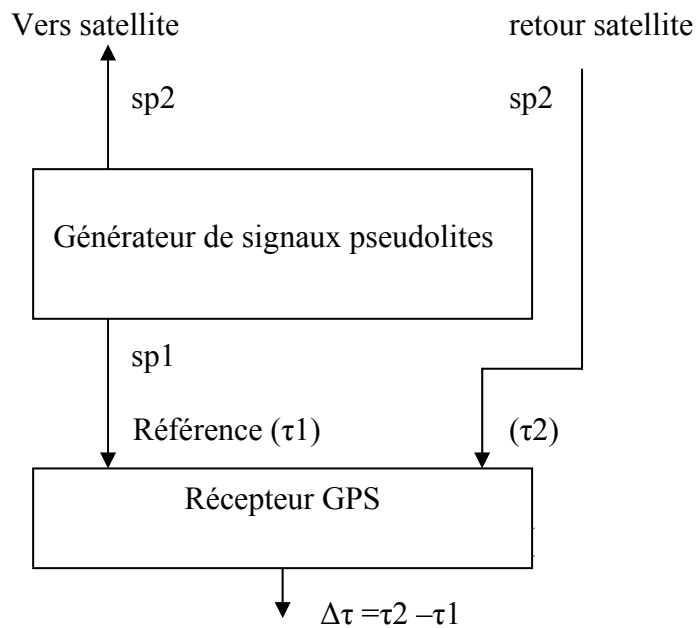 Vers satellite
retour satellite
sp2
sp2
Générateur de signaux pseudolites
sp1
Référence (τ1)
(τ2)
Récepteur GPS
Δτ =τ2 –τ1